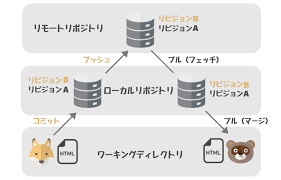 リビジョンB
リモートリポジトリ
リビジョンA
プッシュ
プル（フェッチ）
リビジョンB
リビジョンA
ローカルリポジトリ
リビジョンB
リビジョンA
コミット
プル（マージ）
HTML
ワーキングディレクトリ
HTML